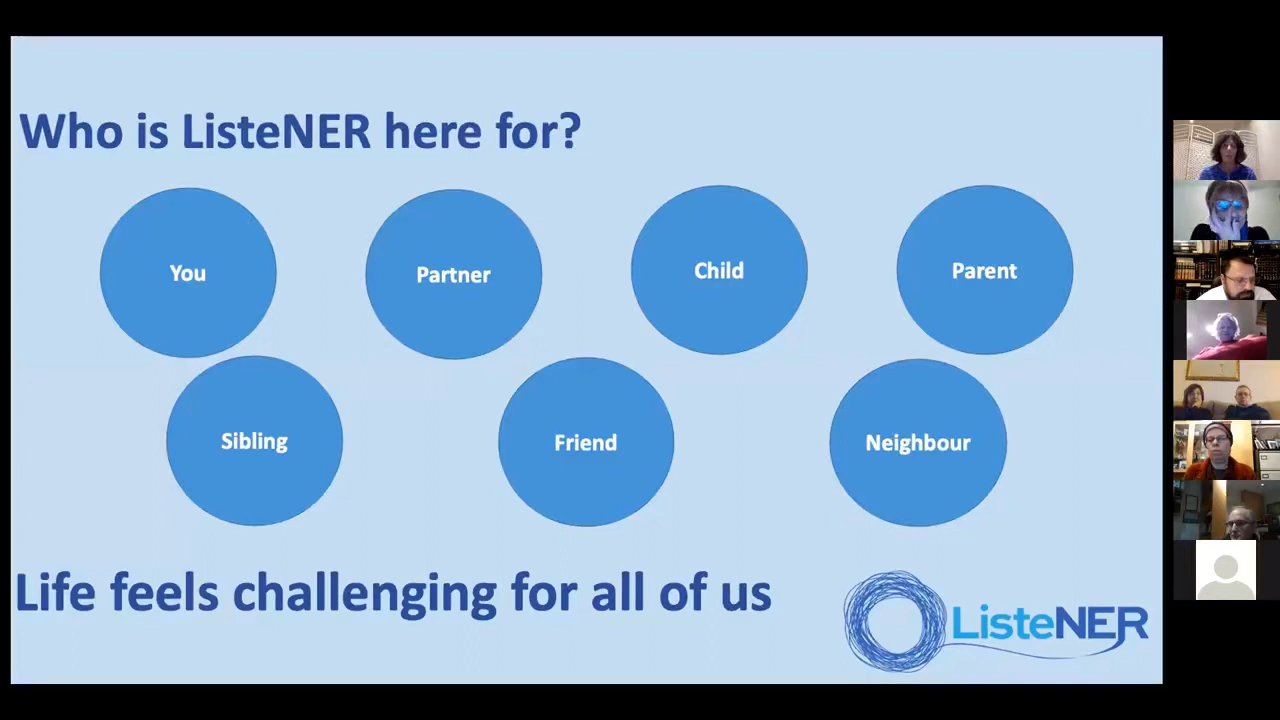 Who is ListeNER here for?
You
Partner
Child
Parent
Sibling
Friend
Neighbour
Life feels challenging for all of us
ListeNER